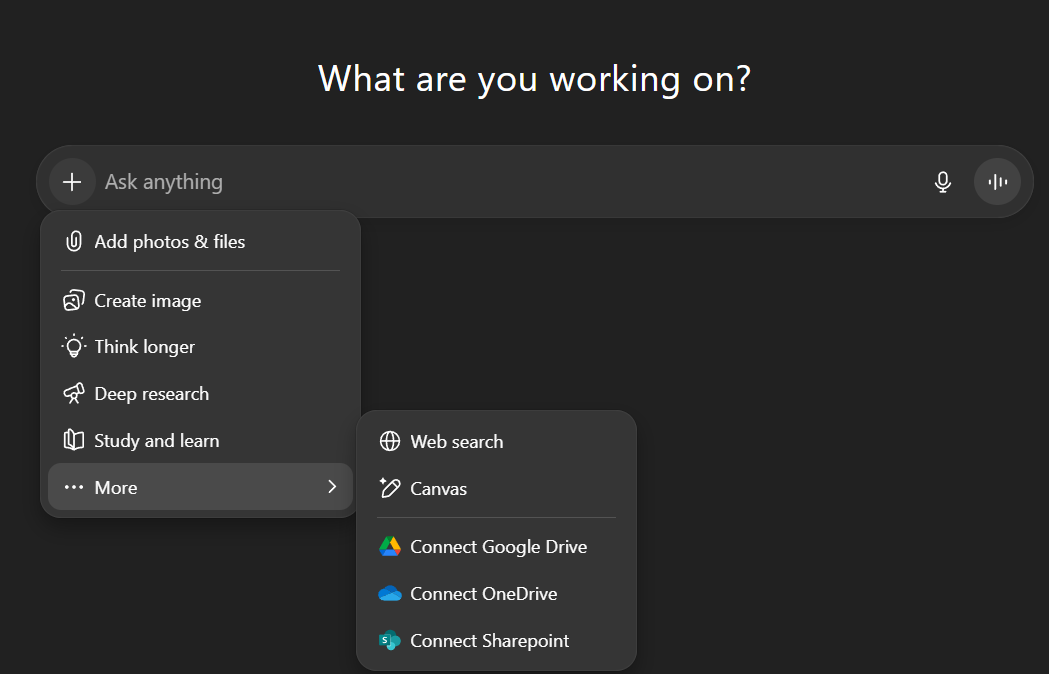 What are you working on?
Ask anything
Add photos & files
Create image
Think longer
Deep research
Study and learn
More
Web search
Canvas
Connect Google Drive
Connect OneDrive
S
Connect Sharepoint